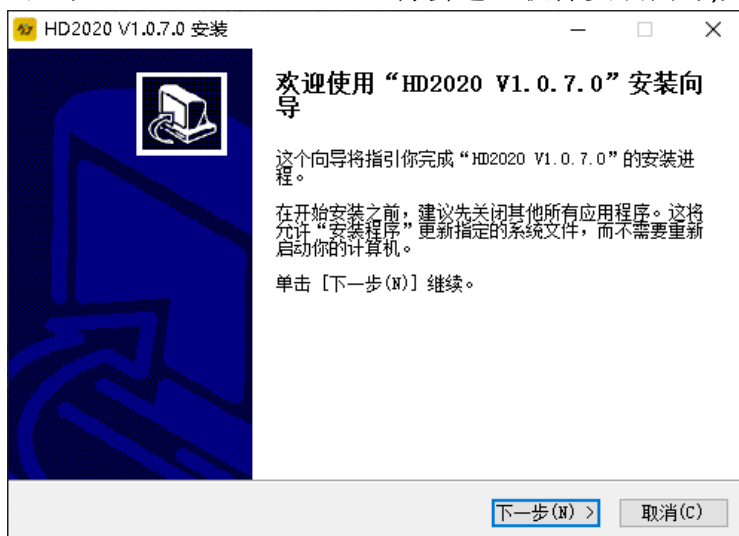 HD2020 V1.0.7.0 安装
欢迎使用“HD2020 V1.0.7.0”安装向
导
这个向导将指引你完成“HD2020 V1.0.7.0”的安装进
程。
在开始安装之前，建议先关闭其他所有应用程序。这将
允许“安装程序”更新指定的系统文件，而不需要重新
启动你的计算机。
单击 [下一步(N)] 继续。
下一步(N) >
取消(C)